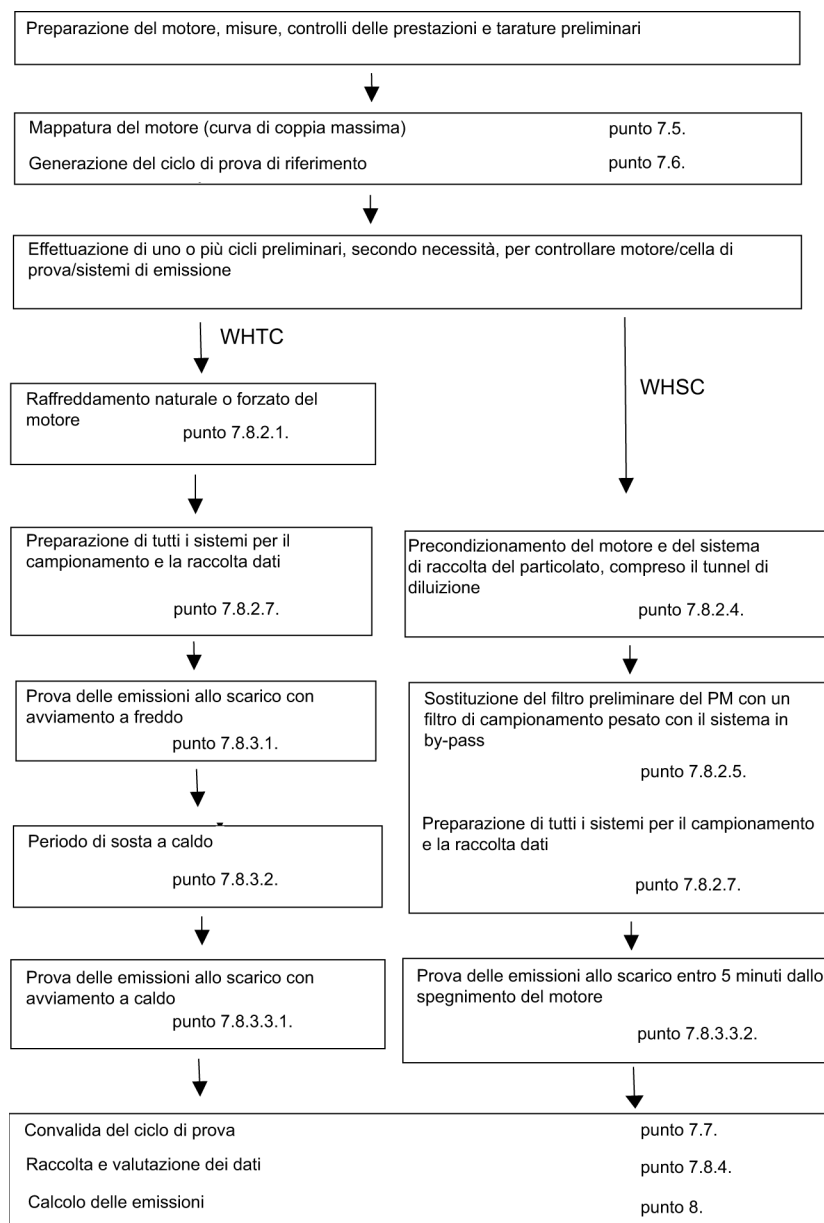 Preparazione del motore, misure, controlli delle prestazioni e tarature preliminari
Mappatura del motore (curva di coppia massima) punto 7.5.
Generazione del ciclo di prova di riferimento punto 7.6.
Effettuazione di uno o più cicli preliminari, secondo necessità, per controllare motore/cella di
prova/sistemi di emissione
WHTC
WHSC
Raffreddamento naturale o forzato del
motore
punto 7.8.2.1.
Preparazione di tutti i sistemi per il
campionamento e la raccolta dati
punto 7.8.2.7.
Prova delle emissioni allo scarico con
avviamento a freddo
punto 7.8.3.1.
Periodo di sosta a caldo
punto 7.8.3.2.
Prova delle emissioni allo scarico con
avviamento a caldo
punto 7.8.3.3.1.
Precondizionamento del motore e del sistema
di raccolta del particolato, compreso il tunnel di
diluizione
punto 7.8.2.4.
Sostituzione del filtro preliminare del PM con un
filtro di campionamento pesato con il sistema in
by-pass
punto 7.8.2.5.
Preparazione di tutti i sistemi per il campionamento
e la raccolta dati
punto 7.8.2.7.
Prova delle emissioni allo scarico entro 5 minuti dallo
spegnimento del motore
punto 7.8.3.3.2.
Convalida del ciclo di prova punto 7.7.
Raccolta e valutazione dei dati punto 7.8.4.
Calcolo delle emissioni punto 8.